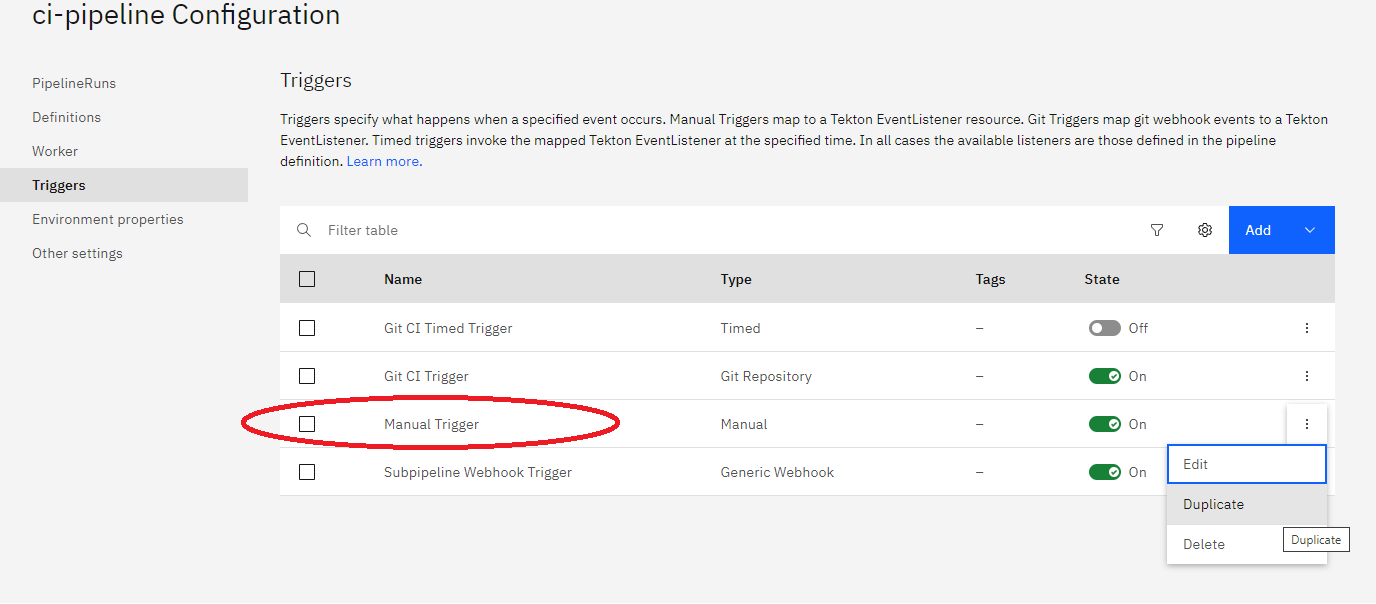 ci-pipeline Configuration
PipelineRuns
Definitions
Worker
Triggers
Environment properties
Other settings
Triggers
Triggers specify what happens when a specified event occurs. Manual Triggers map to a Tekton EventListener resource. Git Triggers map git webhook events to a Tekton
EventListener. Timed triggers invoke the mapped Tekton EventListener at the specified time. In all cases the available listeners are those defined in the pipeline
definition. Learn more.
Filter table
Add
Name Type Tags State
Git CI Timed Trigger Timed – Off
Git CI Trigger Git Repository – On
Manual Trigger Manual – On
Subpipeline Webhook Trigger Generic Webhook – On
Edit
Duplicate
Delete
Duplicate